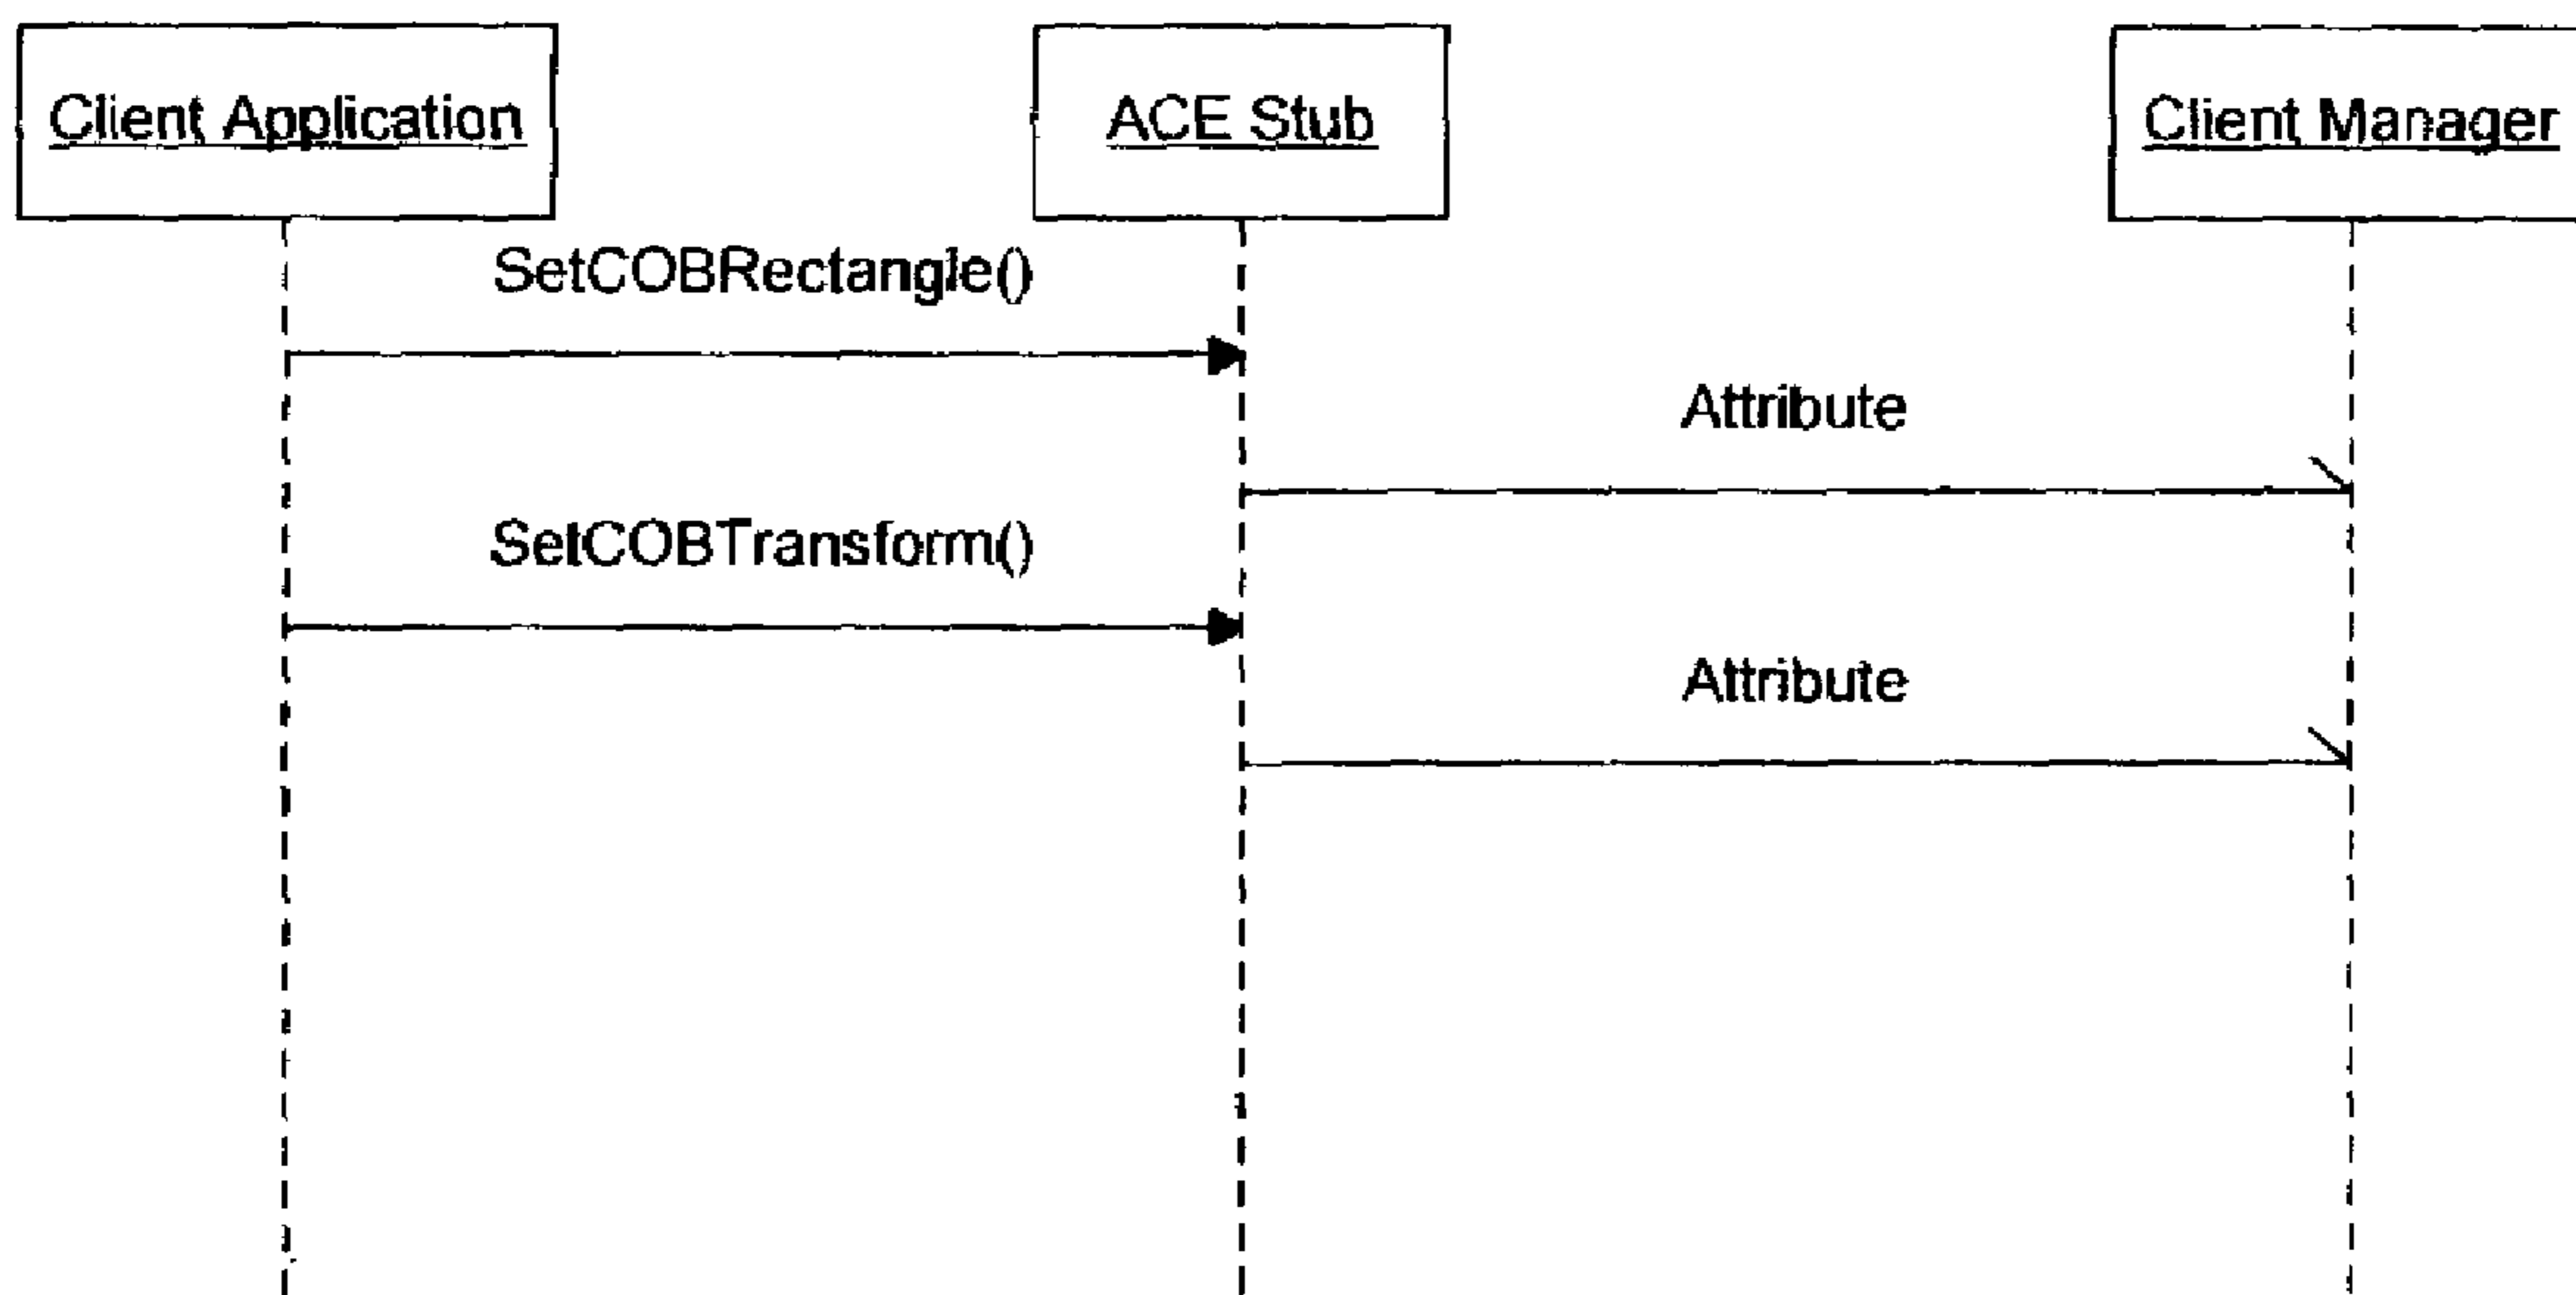 Client Application
ACE Stub
Client Manager
SetCOBRectangle()
Attribute
SetCOBTransform()
Attribute